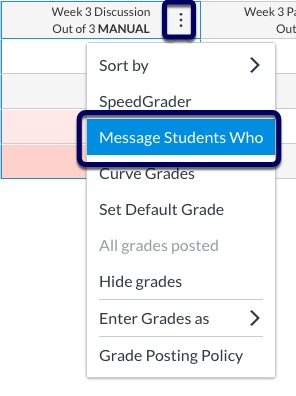 Week 3 Discussion
Out of 3 MANUAL
Week 3 Pa
Out
Sort by
SpeedGrader
Message Students Who
Curve Grades
Set Default Grade
All grades posted
Hide grades
Enter Grades as
Grade Posting Policy